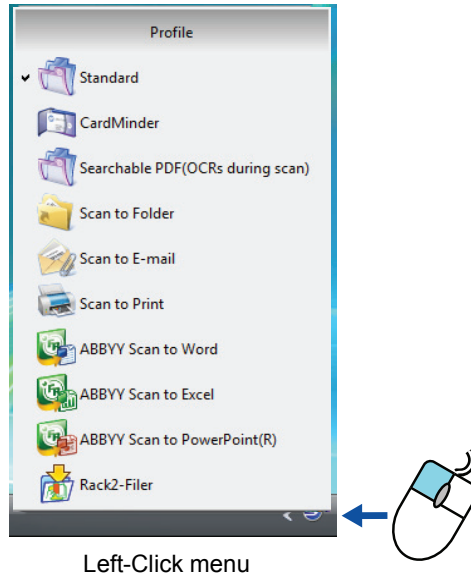 Profile
Standard
CardMinder
Searchable PDF(OCRs during scan)
Scan to Folder
Scan to E-mail
Scan to Print
ABBYY Scan to Word
ABBYY Scan to Excel
ABBYY Scan to PowerPoint(R)
Rack2-Filer
Left-Click menu